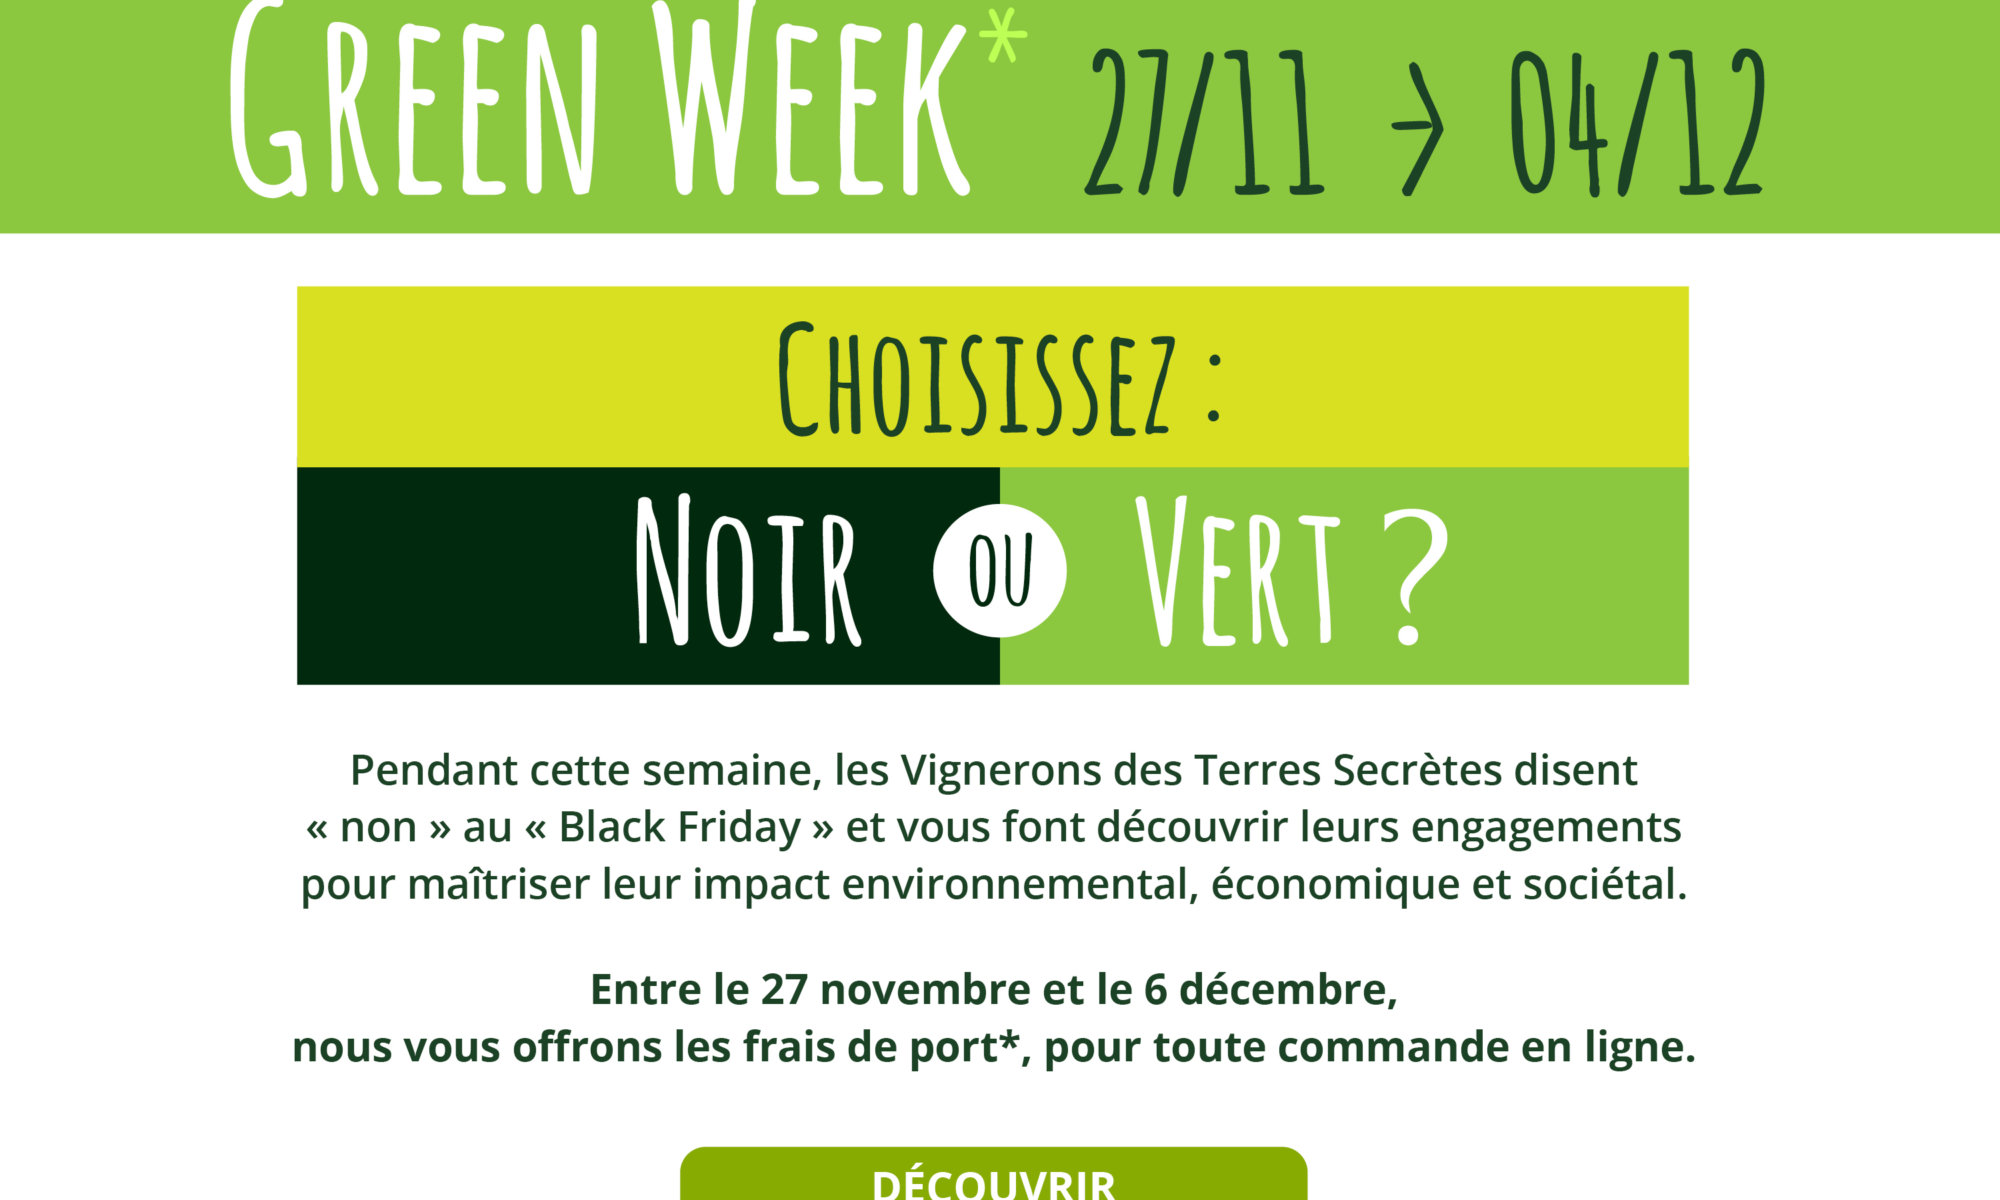 Green Week* 27/11 → 04/12
Choisissez :
Noir ou Vert ?
Pendant cette semaine, les Vignerons des Terres Secrètes disent
« non » au « Black Friday » et vous font découvrir leurs engagements
pour maîtriser leur impact environnemental, économique et sociétal.
Entre le 27 novembre et le 6 décembre,
nous vous offrons les frais de port*, pour toute commande en ligne.
DÉCOUVRIR